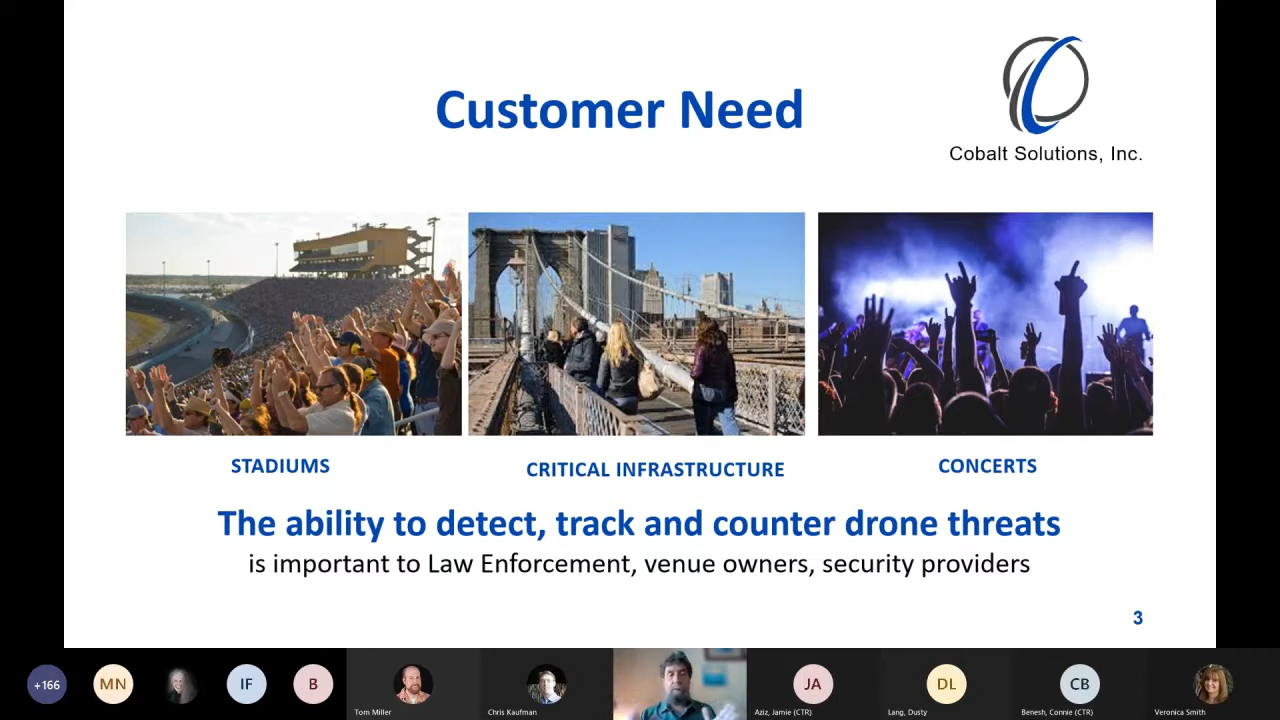 Customer Need
Cobalt Solutions, Inc.
STADIUMS
CRITICAL INFRASTRUCTURE
CONCERTS
The ability to detect, track and counter drone threats
is important to Law Enforcement, venue owners, security providers
3
+166
MN
IF
B
JA
DL
CB
Tom Miller
Chris Kaufman
Aziz, Jamie (CTR)
Lang, Dusty
Benesh, Connie (CTR)
Veronica Smith